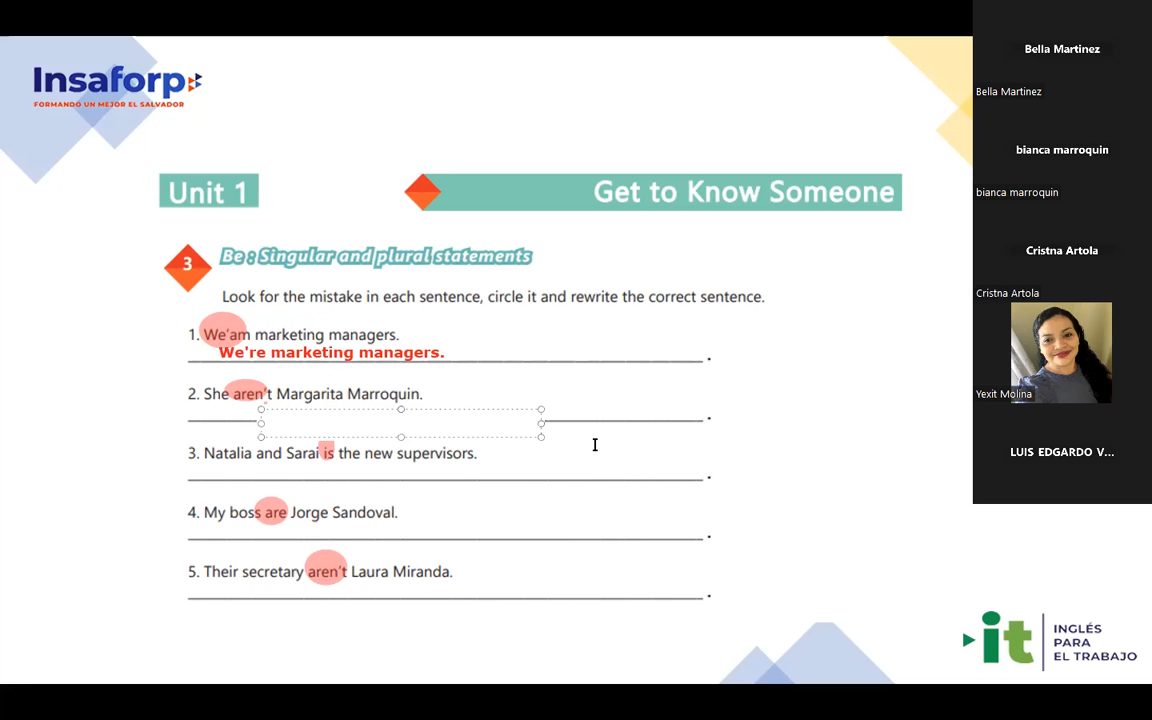 Insaforp
FORMANDO UN MEJOR EL SALVADOR
Unit 1
Get to Know Someone
3
Be : Singular and plural statements
Look for the mistake in each sentence, circle it and rewrite the correct sentence.
1. We'am marketing managers.
We're marketing managers.
2. She aren't Margarita Marroquin.
3. Natalia and Sarai is the new supervisors.
4. My boss are Jorge Sandoval.
5. Their secretary aren't Laura Miranda.
it
INGLÉS
PARA
EL TRABAJO
Bella Martinez
Bella Martinez
bianca marroquin
bianca marroquin
Cristna Artola
Cristna Artola
Yexit Molina
LUIS EDGARDO V...